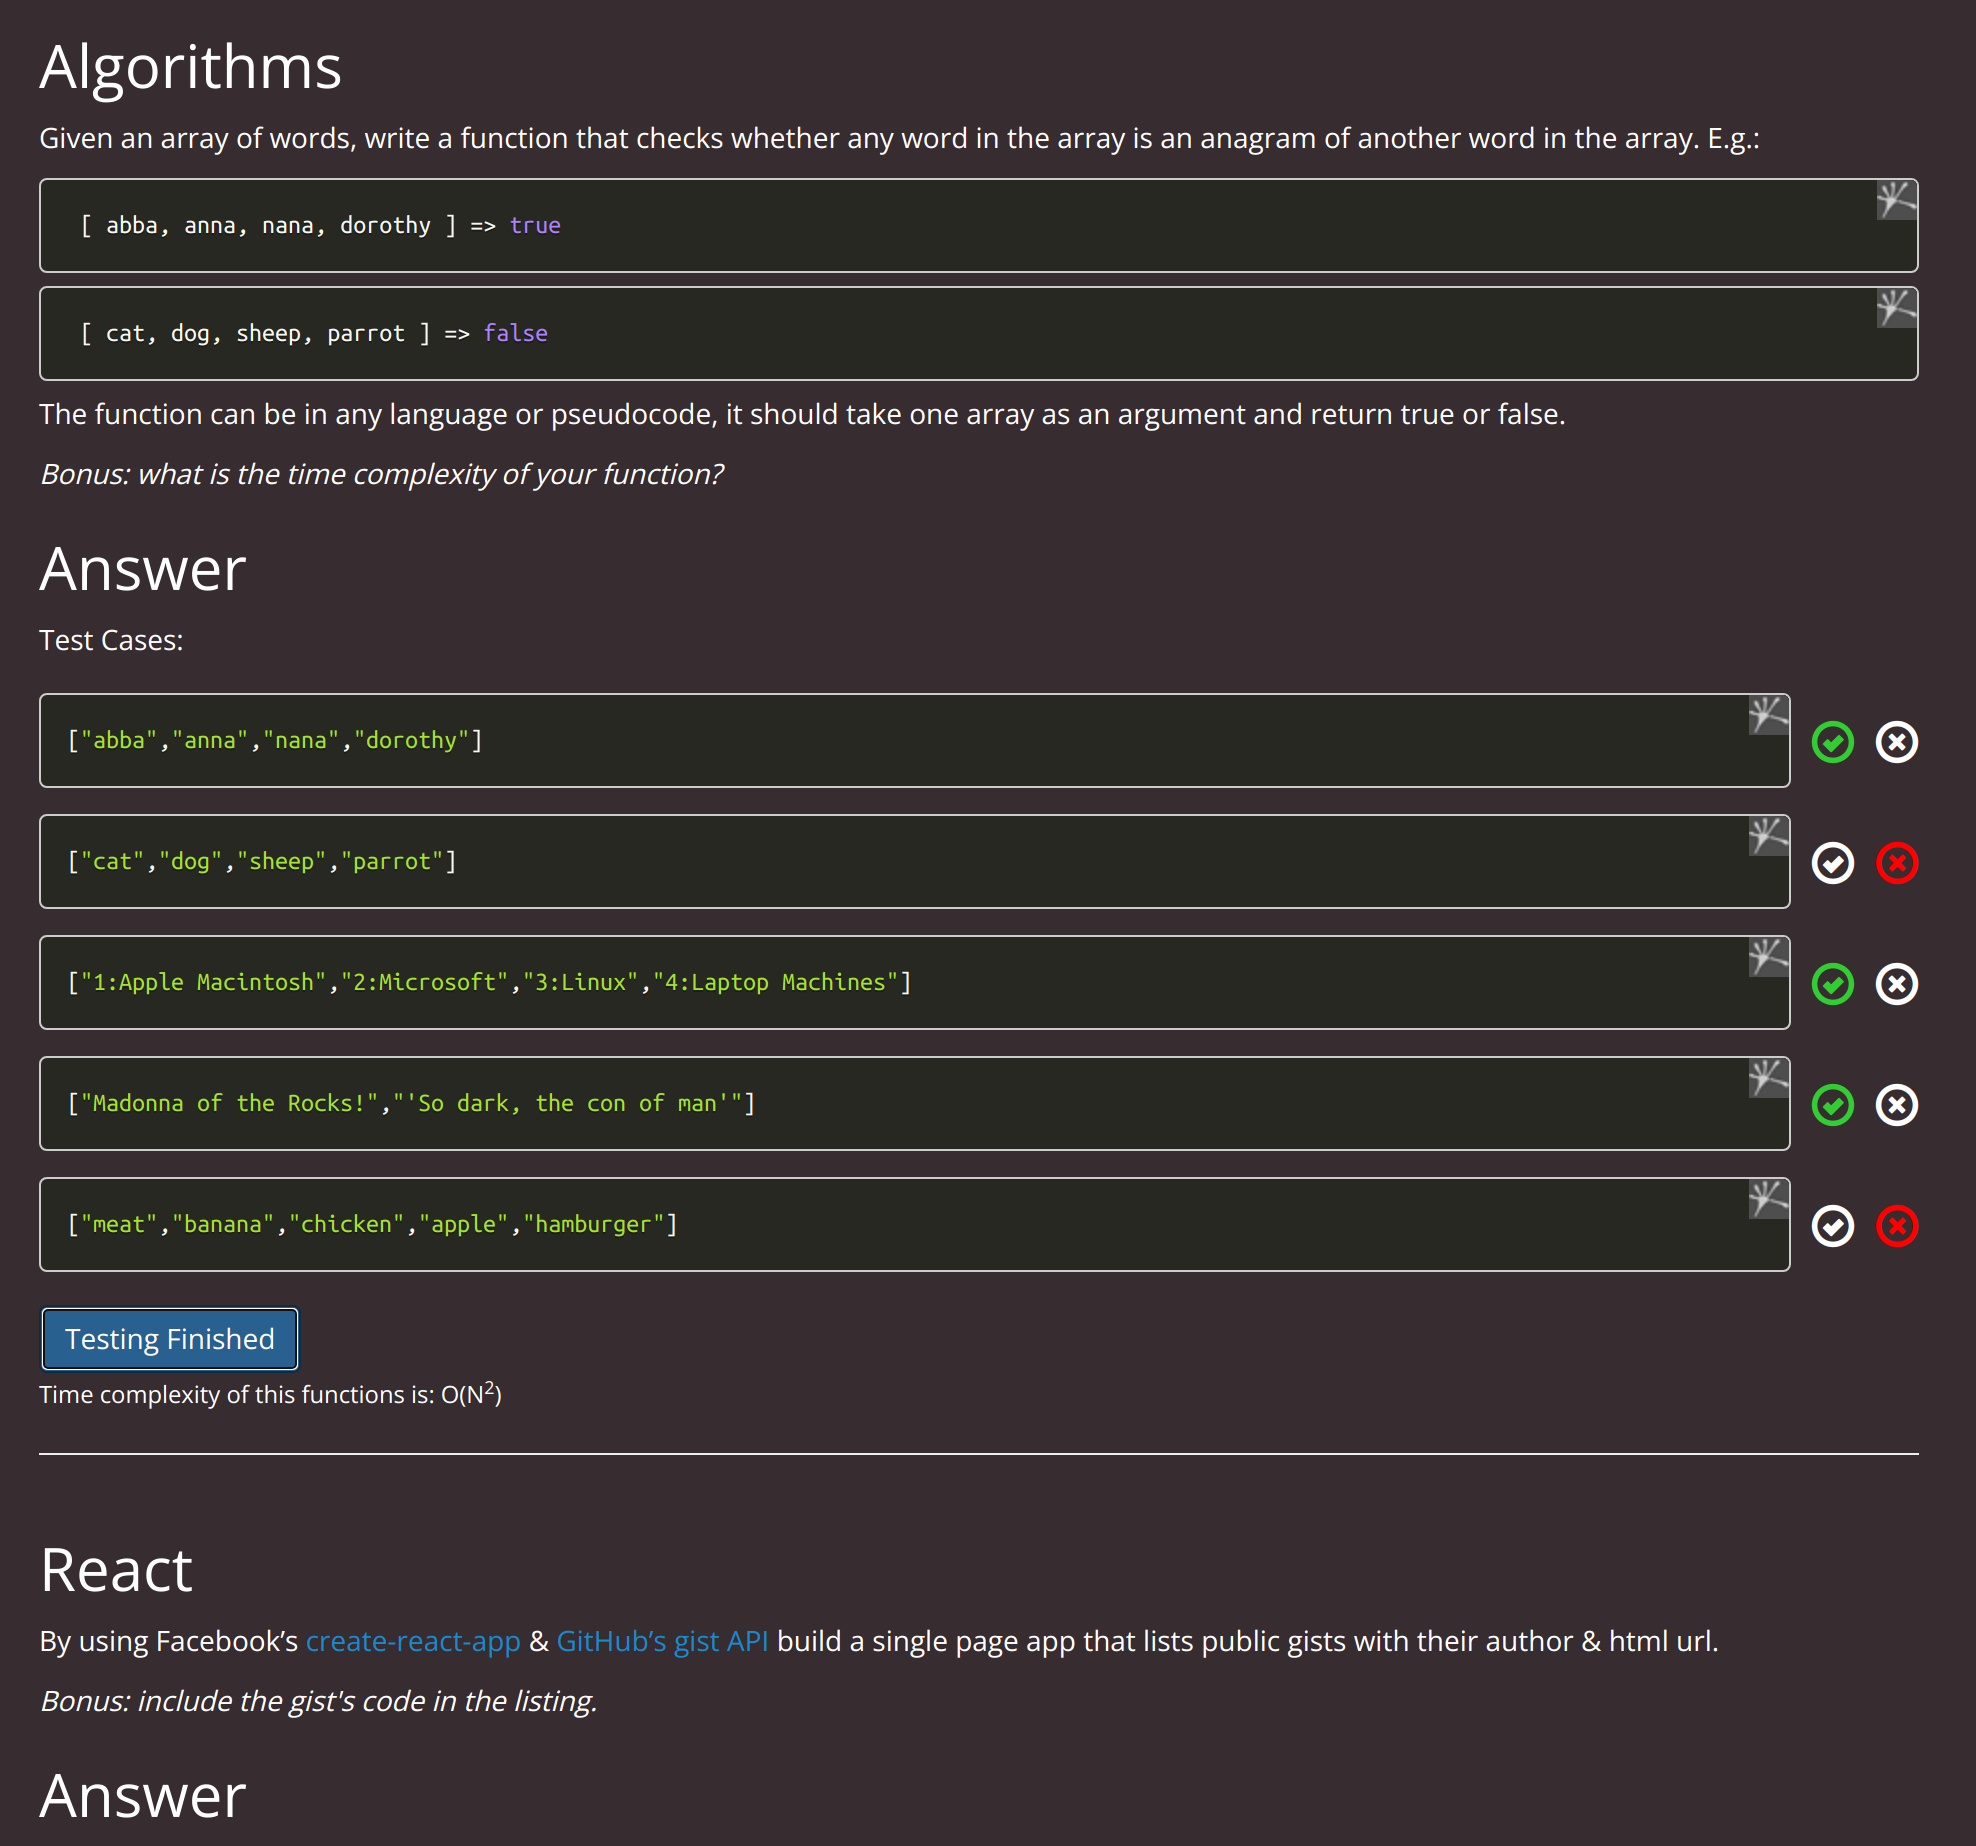 Algorithms
Given an array of words, write a function that checks whether any word in the array is an anagram of another word in the array. E.g.:
[ abba, anna, nana, dorothy ] => true
[ cat, dog, sheep, parrot ] => false
The function can be in any language or pseudocode, it should take one array as an argument and return true or false.
Bonus: what is the time complexity of your function?
Answer
Test Cases:
["abba","anna","nana","dorothy"]
["cat","dog","sheep","parrot"]
["1:Apple Macintosh","2:Microsoft","3:Linux","4:Laptop Machines"]
["Madonna of the Rocks!","'So dark, the con of man'"]
["meat","banana","chicken","apple","hamburger"]
Testing Finished
Time complexity of this functions is: O(N²)
React
By using Facebook’s create-react-app & GitHub’s gist API build a single page app that lists public gists with their author & html url.
Bonus: include the gist's code in the listing.
Answer